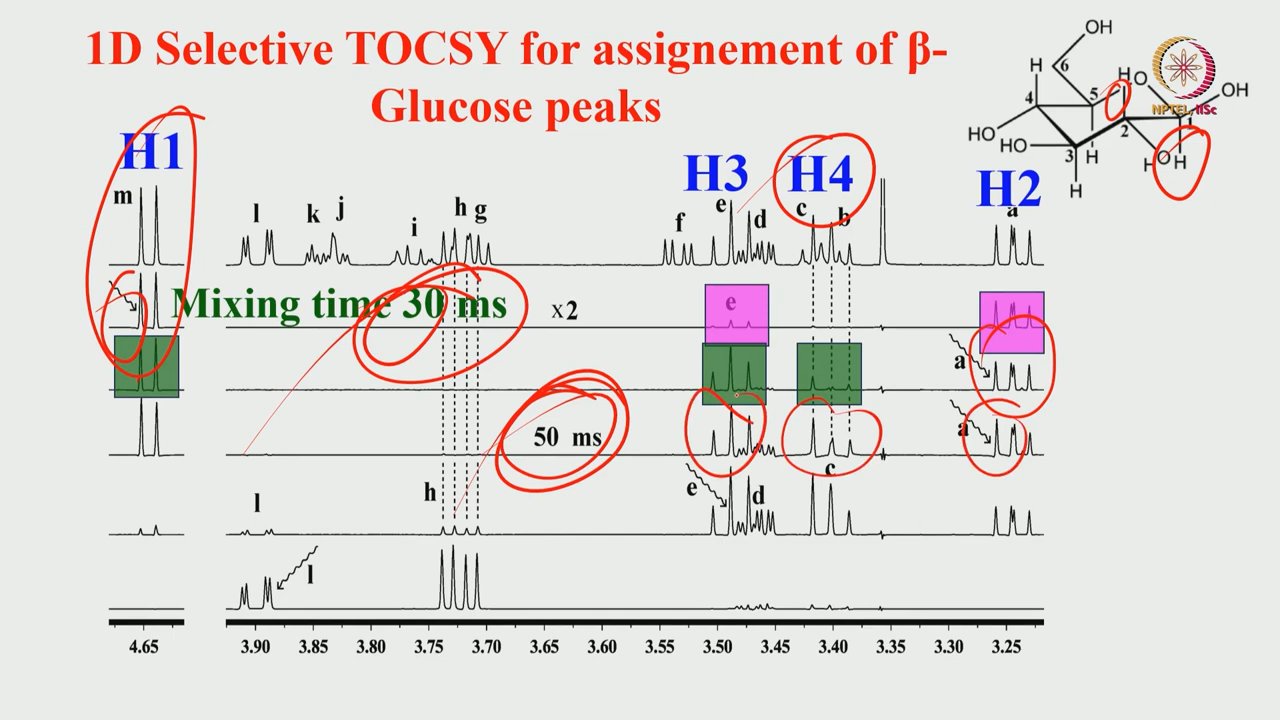 1D Selective TOCSY for assignement of β-
Glucose peaks
OH
H
6
4
5
H
HO
OH
NPTEL, IISc
1
2
HO
HO
3
H
H
OH
H
H
H1
H3
H4
H2
m
l
k
j
i
h
g
f
e
d
c
b
a
Mixing time 30 ms
x2
e
a
50 ms
a
l
h
e
d
c
l
4.65
3.90
3.85
3.80
3.75
3.70
3.65
3.60
3.55
3.50
3.45
3.40
3.35
3.30
3.25